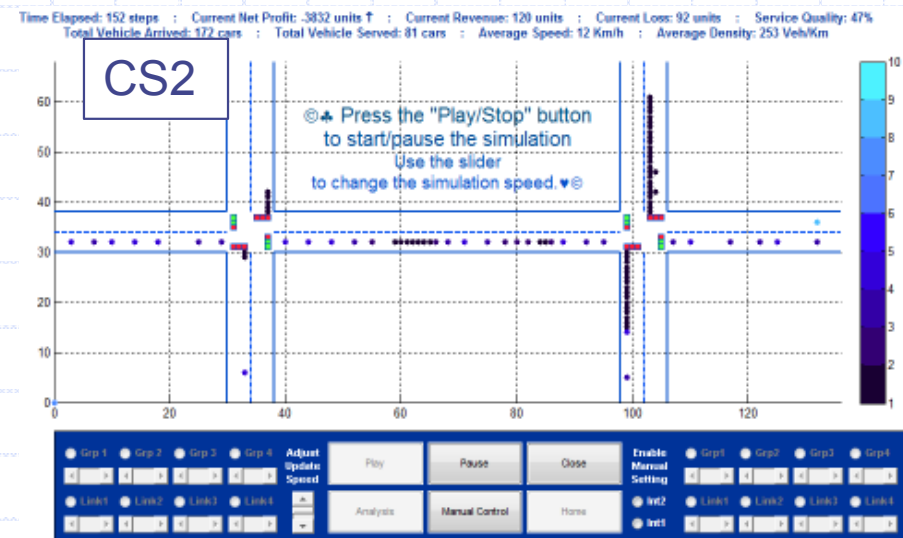 Time Elapsed: 152 steps : Current Net Profit: -3832 units ↑ : Current Revenue: 120 units : Current Loss: 92 units : Service Quality: 47%
Total Vehicle Arrived: 172 cars : Total Vehicle Served: 81 cars : Average Speed: 12 Km/h : Average Density: 253 Veh/Km
CS2
©♣ Press the "Play/Stop" button
to start/pause the simulation
Use the slider
to change the simulation speed.♥©
60
50
40
30
20
10
0
0 20 40 60 80 100 120
10
9
8
7
6
5
4
3
2
1
Grp 1 Grp 2 Grp 3 Grp 4
Link1 Link2 Link3 Link4
Adjust
Update
Speed
Play Pause Close
Analysis Manual Control Home
Enable
Manual
Setting
Int2
Int1
Grp1 Grp2 Grp3 Grp4
Link1 Link2 Link3 Link4